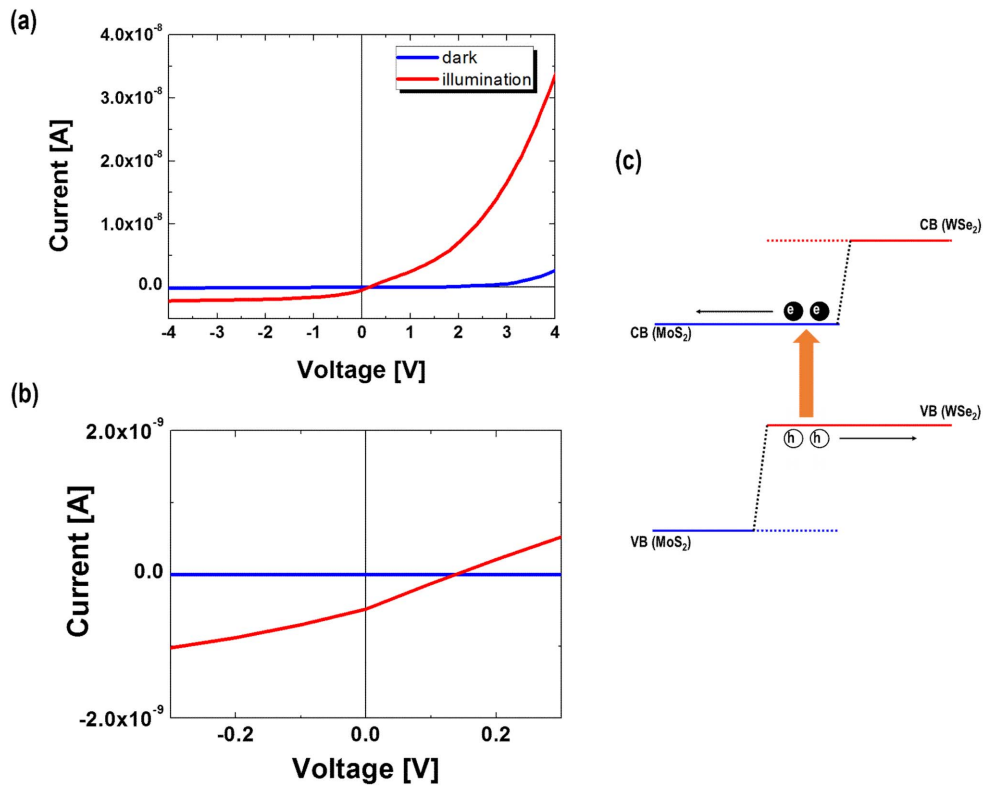 (a)
4.0x10⁻⁸
3.0x10⁻⁸
2.0x10⁻⁸
1.0x10⁻⁸
0.0
Current [A]
dark
illumination
-4 -3 -2 -1 0 1 2 3 4
Voltage [V]
(b)
2.0x10⁻⁹
0.0
-2.0x10⁻⁹
Current [A]
-0.2 0.0 0.2
Voltage [V]
(c)
CB (WSe₂)
e e
CB (MoS₂)
VB (WSe₂)
h h
VB (MoS₂)